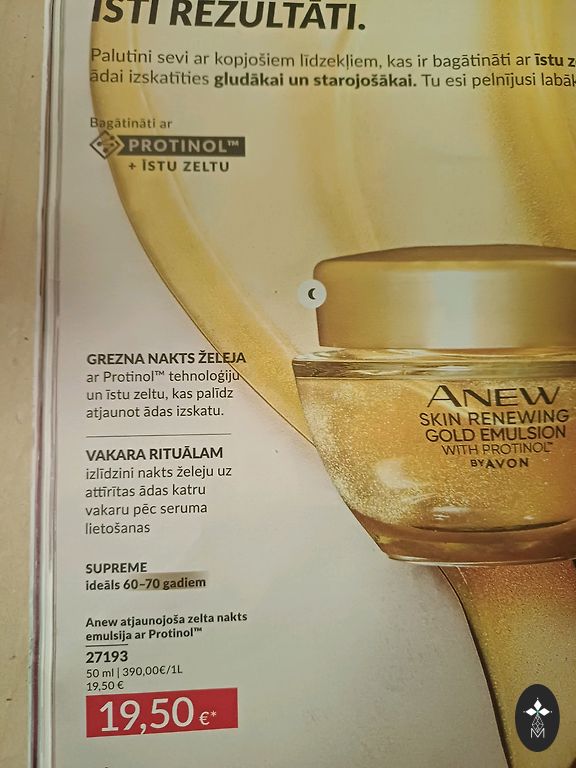 ĪSTI REZULTĀTI.
Palutini sevi ar kopjošiem līdzekļiem, kas ir bagātināti ar īstu
ādai izskatīties gludākai un starojošākai. Tu esi pelnījusi
Bagātināti ar
PROTINOL™
+ ĪSTU ZELTU
GREZNA NAKTS ŽELEJA
ar Protinol™ tehnoloģiju
un īstu zeltu, kas palīdz
atjaunot ādas izskatu.
ANEW
SKIN RENEWING
GOLD EMULSION
WITH PROTINOL™
BY AVON
VAKARA RITUĀLAM
izlīdzini nakts želeju uz
attīrītas ādas katru
vakaru pēc seruma
lietošanas
SUPREME
ideāls 60–70 gadiem
Anew atjaunojoša zelta nakts
emulsija ar Protinol™
27193
50 ml | 390,00€/1L
19,50 €
19,50 €*
M